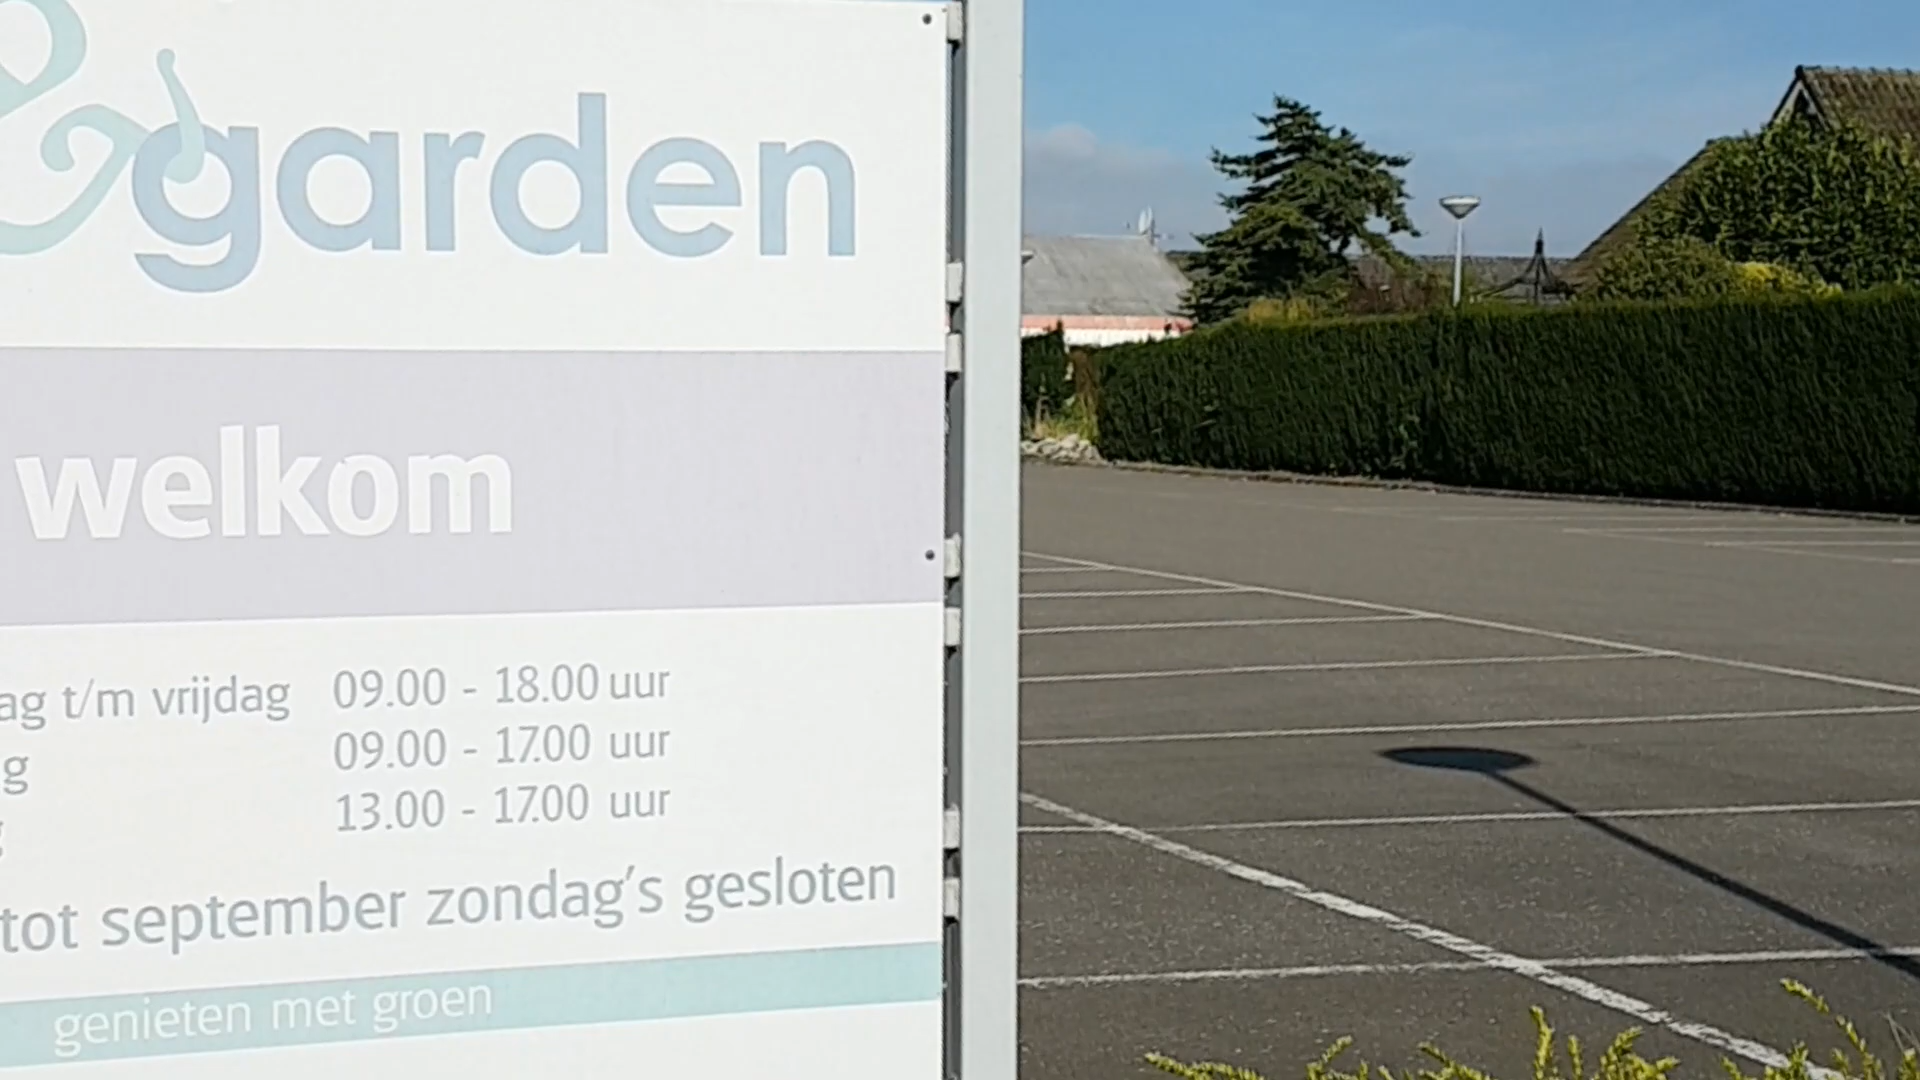 & garden
welkom
t/m vrijdag 09.00 - 18.00 uur
09.00 - 17.00 uur
13.00 - 17.00 uur
tot september zondag's gesloten
genieten met groen